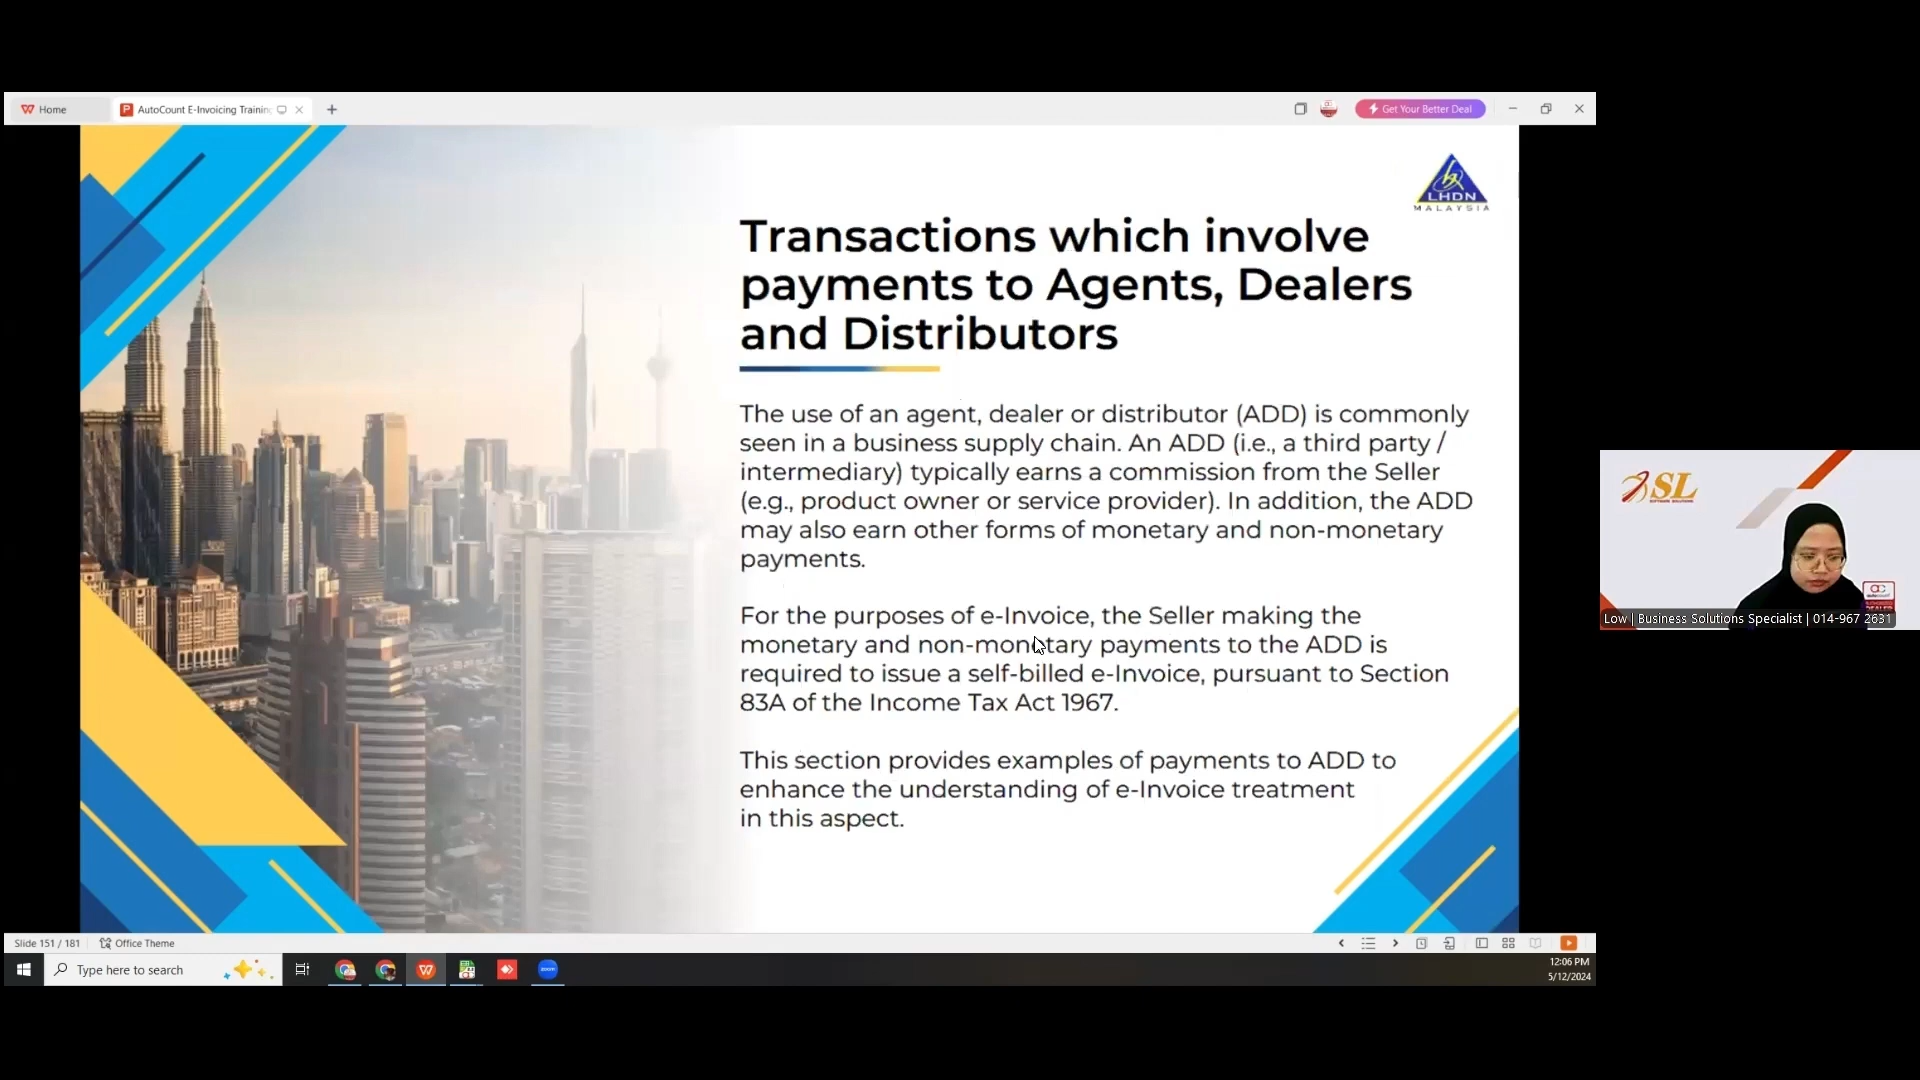 Home
AutoCount E-Invoicing Training
Get Your Better Deal
LHDN
MALAYSIA
Transactions which involve
payments to Agents, Dealers
and Distributors
The use of an agent, dealer or distributor (ADD) is commonly
seen in a business supply chain. An ADD (i.e., a third party /
intermediary) typically earns a commission from the Seller
(e.g., product owner or service provider). In addition, the ADD
may also earn other forms of monetary and non-monetary
payments.
For the purposes of e-Invoice, the Seller making the
monetary and non-monetary payments to the ADD is
required to issue a self-billed e-Invoice, pursuant to Section
83A of the Income Tax Act 1967.
This section provides examples of payments to ADD to
enhance the understanding of e-Invoice treatment
in this aspect.
SL
Low | Business Solutions Specialist | 014-967 2631
Slide 151 / 181
Office Theme
Type here to search
zoom
12:06 PM
5/12/2024